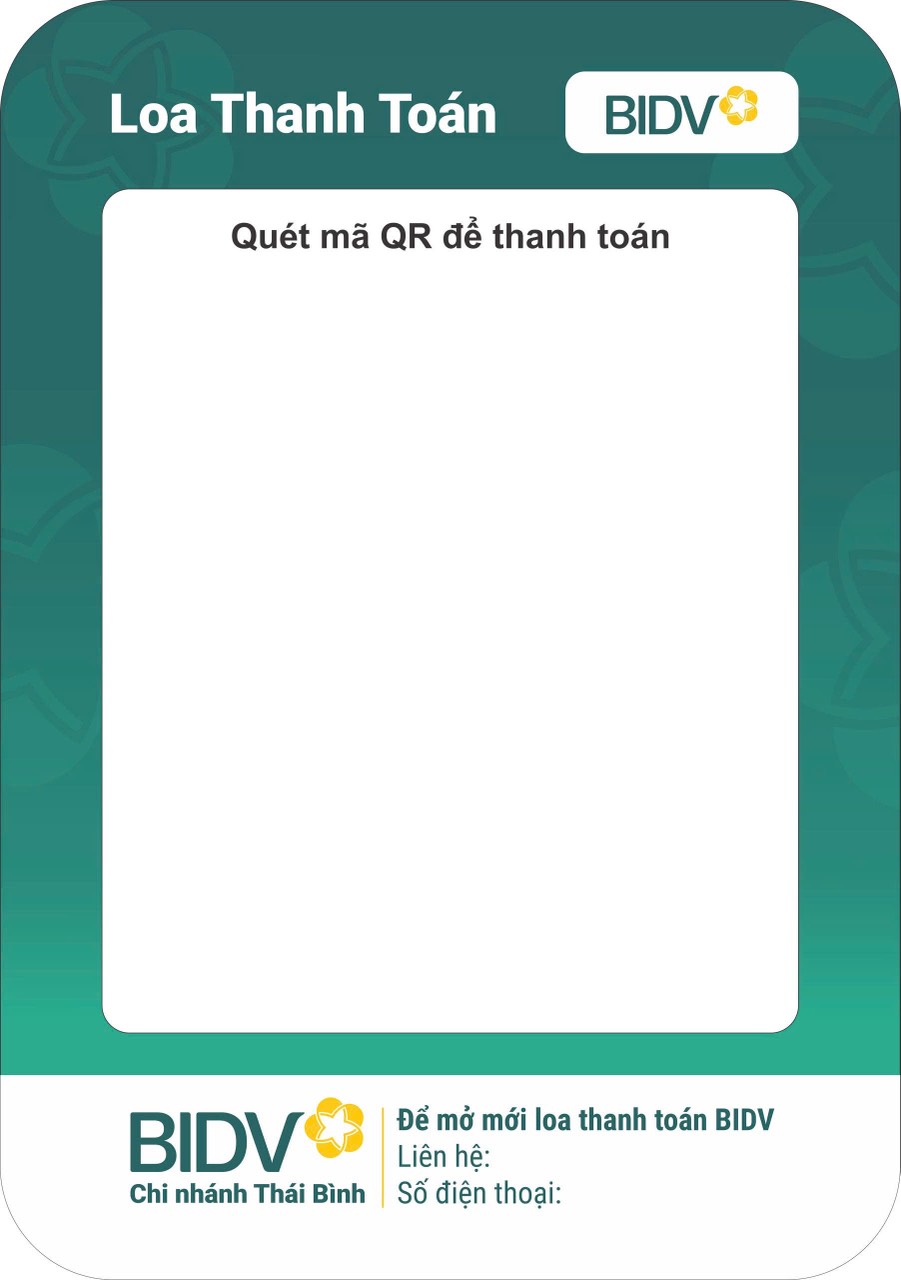 Loa Thanh Toán
BIDV
Quét mã QR để thanh toán
BIDV
Chi nhánh Thái Bình
Để mở mới loa thanh toán BIDV
Liên hệ:
Số điện thoại: